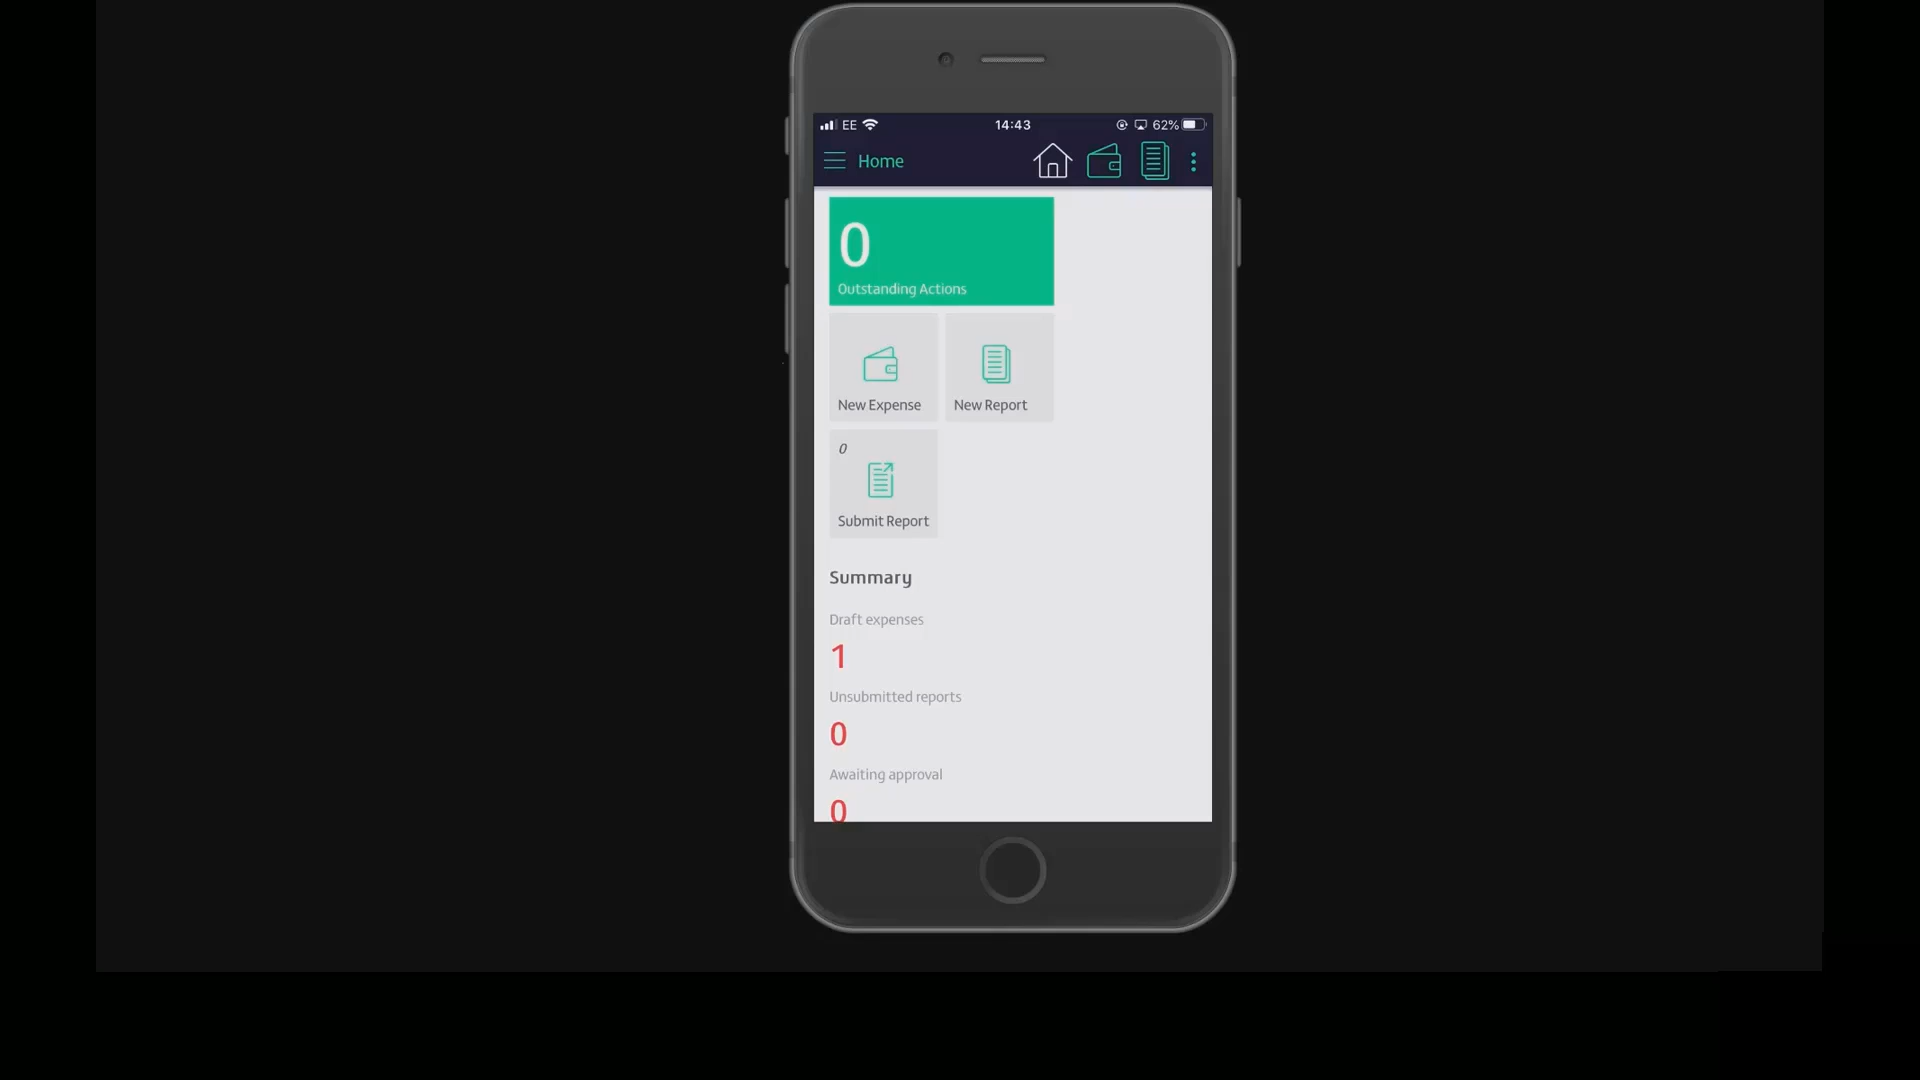 EE 14:43 62%
Home
0
Outstanding Actions
New Expense New Report
0
Submit Report
Summary
Draft expenses
1
Unsubmitted reports
0
Awaiting approval
0